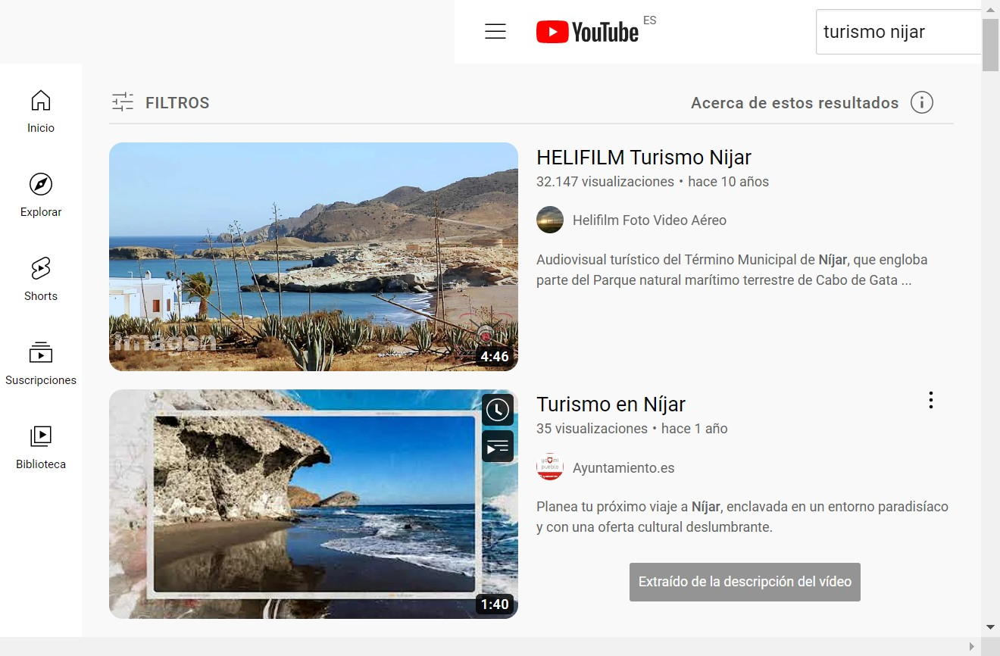 YouTube ES
turismo nijar
Inicio
Explorar
Shorts
Suscripciones
Biblioteca
FILTROS
Acerca de estos resultados
imagen
4:46
HELIFILM Turismo Nijar
32.147 visualizaciones • hace 10 años
Helifilm Foto Video Aéreo
Audiovisual turístico del Término Municipal de Níjar, que engloba
parte del Parque natural marítimo terrestre de Cabo de Gata ...
1:40
Turismo en Níjar
35 visualizaciones • hace 1 año
Ayuntamiento.es
Planea tu próximo viaje a Níjar, enclavada en un entorno paradisíaco
y con una oferta cultural deslumbrante.
Extraído de la descripción del vídeo